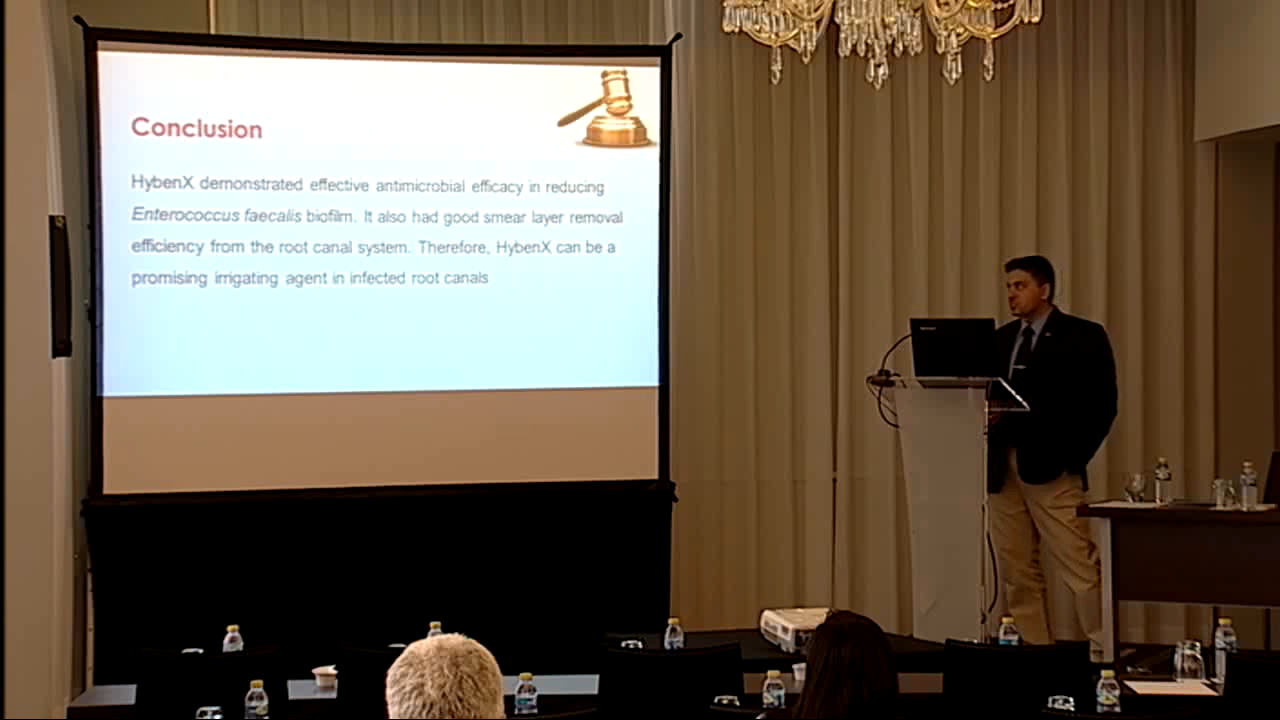 Conclusion
HybenX demonstrated effective antimicrobial efficacy in reducing
Enterococcus faecalis biofilm. It also had good smear layer removal
efficiency from the root canal system. Therefore, HybenX can be a
promising irrigating agent in infected root canals